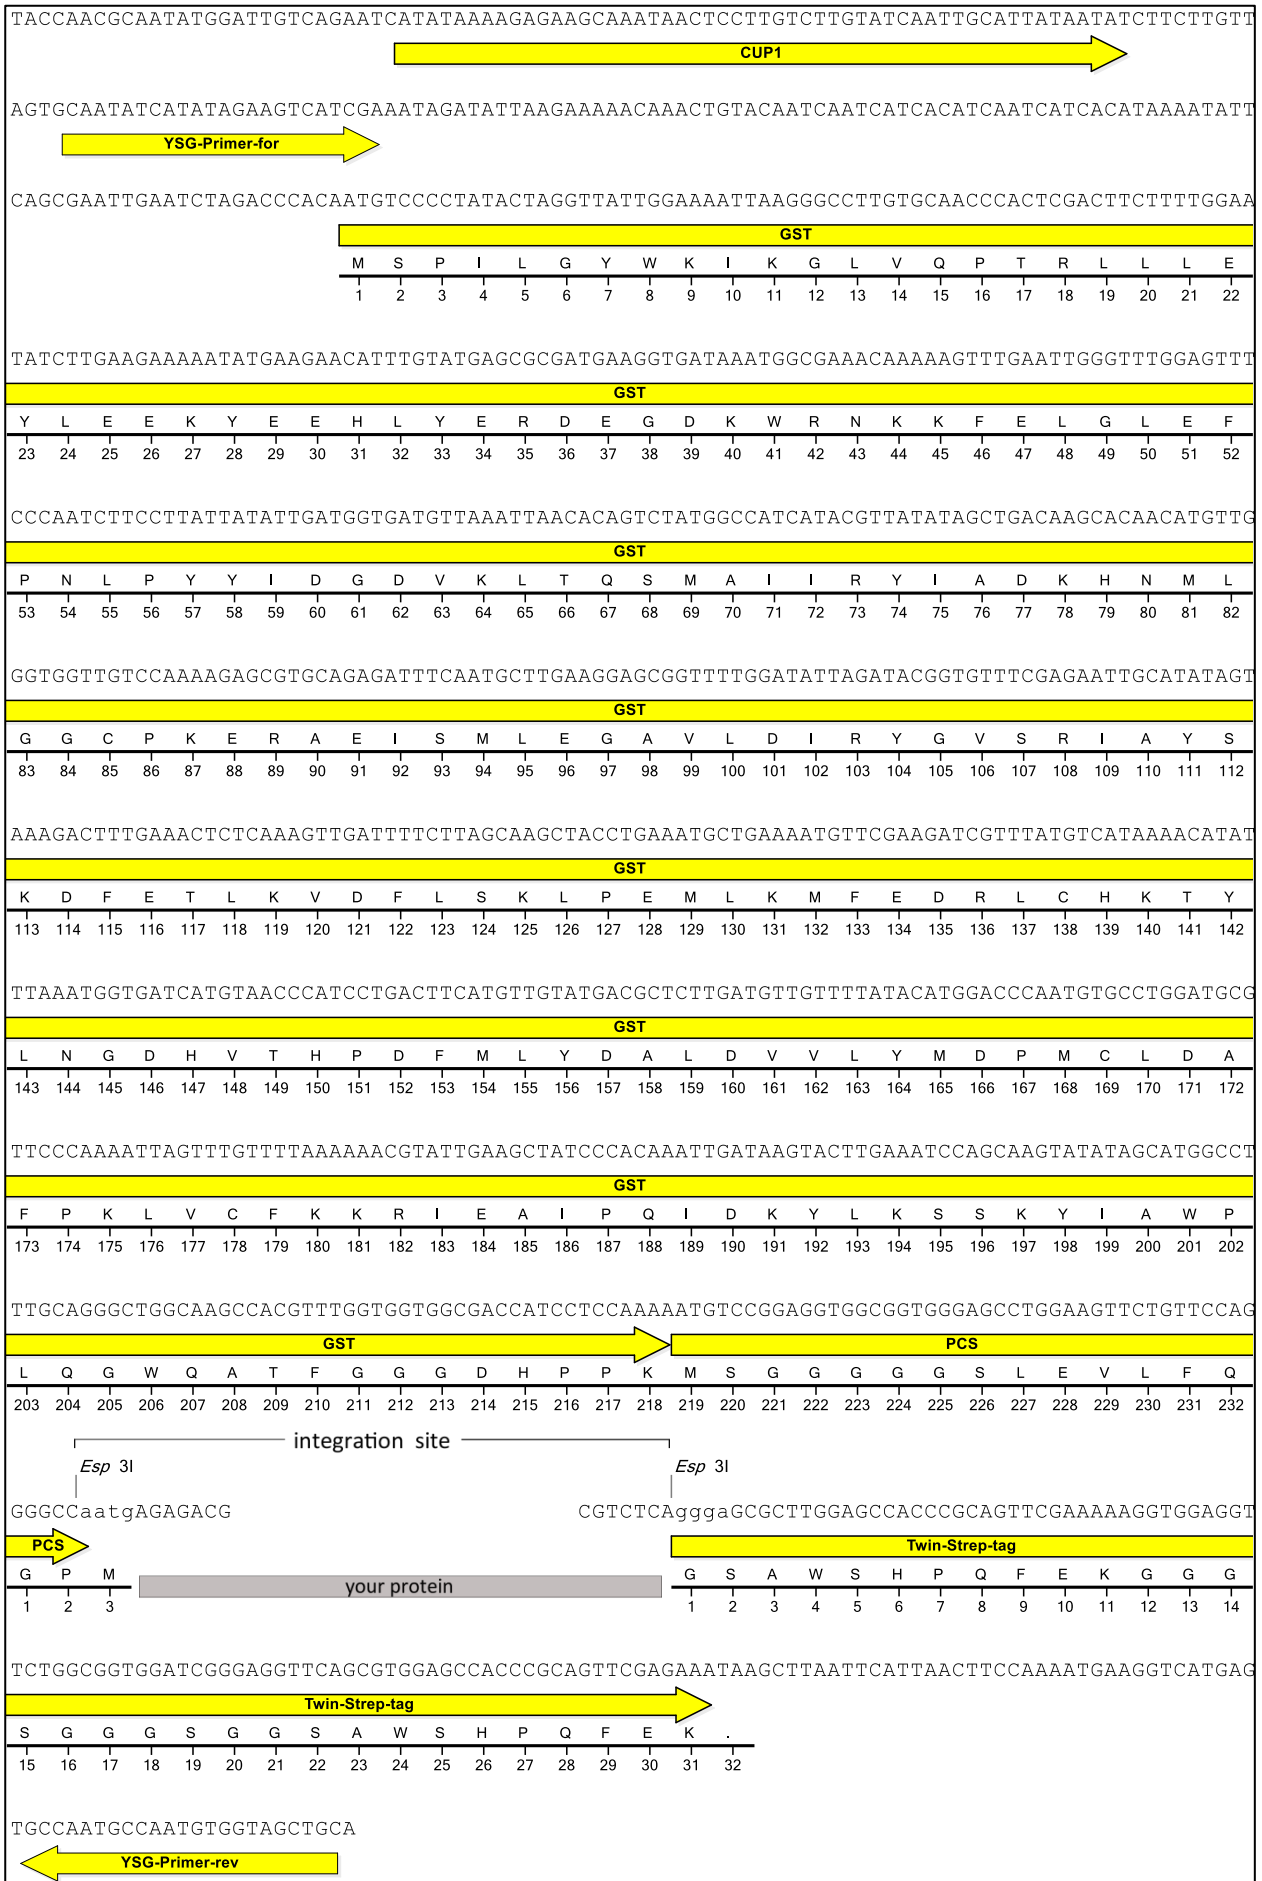 TACCAACGCAATATGGATTGTCAGAATCATATAAAAGAGAAGCAAATAACTCCTTGTCTTGTATCAATTGCATTATAATATCTTCTTGTT
CUP1
AGTGCAATATCATATAGAAGTCATCGAAATAGATATTAAGAAAAACAAACTGTACAATCAATCATCACATCAATCATCACATAAAATATT
YSG-Primer-for
CAGCGAATTGAATCTAGACCCACAATGTCCCCTATACTAGGTTATTGGAAAATTAAGGGCCTTGTGCAACCCACTCGACTTCTTTTGGAA
GST
M S P I L G Y W K I K G L V Q P T R L L L E
1 2 3 4 5 6 7 8 9 10 11 12 13 14 15 16 17 18 19 20 21 22
TATCTTGAAGAAAAATATGAAGAACATTTGTATGAGCGCGATGAAGGTGATAAATGGCGAAACAAAAAGTTTGAATTGGGTTTGGAGTTT
GST
Y L E E K Y E E H L Y E R D E G D K W R N K K F E L G L E F
23 24 25 26 27 28 29 30 31 32 33 34 35 36 37 38 39 40 41 42 43 44 45 46 47 48 49 50 51 52
CCCAATCTTCCTTATTATATTGATGGTGATGTTAAATTAACACAGTCTATGGCCATCATACGTTATATAGCTGACAAGCACAACATGTTG
GST
P N L P Y Y I D G D V K L T Q S M A I I R Y I A D K H N M L
53 54 55 56 57 58 59 60 61 62 63 64 65 66 67 68 69 70 71 72 73 74 75 76 77 78 79 80 81 82
GGTGGTTGTCCAAAAGAGCGTGCAGAGATTTCAATGCTTGAAGGAGCGGTTTTGGATATTAGATACGGTGTTTCGAGAATTGCATATAGT
GST
G G C P K E R A E I S M L E G A V L D I R Y G V S R I A Y S
83 84 85 86 87 88 89 90 91 92 93 94 95 96 97 98 99 100 101 102 103 104 105 106 107 108 109 110 111 112
AAAGACTTTGAAACTCTCAAAGTTGATTTTCTTAGCAAGCTACCTGAAATGCTGAAAATGTTCGAAGATCGTTTATGTCATAAAACATAT
GST
K D F E T L K V D F L S K L P E M L K M F E D R L C H K T Y
113 114 115 116 117 118 119 120 121 122 123 124 125 126 127 128 129 130 131 132 133 134 135 136 137 138 139 140 141 142
TTAAATGGTGATCATGTAACCCATCCTGACTTCATGTTGTATGACGCTCTTGATGTTGTTTTATACATGGACCCAATGTGCCTGGATGCG
GST
L N G D H V T H P D F M L Y D A L D V V L Y M D P M C L D A
143 144 145 146 147 148 149 150 151 152 153 154 155 156 157 158 159 160 161 162 163 164 165 166 167 168 169 170 171 172
TTCCCAAAATTAGTTTGTTTTAAAAAACGTATTGAAGCTATCCCACAAATTGATAAGTACTTGAAATCCAGCAAGTATATAGCATGGCCT
GST
F P K L V C F K K R I E A I P Q I D K Y L K S S K Y I A W P
173 174 175 176 177 178 179 180 181 182 183 184 185 186 187 188 189 190 191 192 193 194 195 196 197 198 199 200 201 202
TTGCAGGGCTGGCAAGCCACGTTTGGTGGTGGCGACCATCCTCCAAAAATGTCCGGAGGTGGCGGTGGGAGCCTGGAAGTTCTGTTCCAG
GST PCS
L Q G W Q A T F G G G D H P P K M S G G G G G S L E V L F Q
203 204 205 206 207 208 209 210 211 212 213 214 215 216 217 218 219 220 221 222 223 224 225 226 227 228 229 230 231 232
integration site
Esp 3I Esp 3I
GGGCCCaatgAGAGACG CGTCTCAgggaGCGCTTGGAGCCACCCGCAGTTCGAAAAAGGTGGAGGT
PCS Twin-Strep-tag
G P M your protein G S A W S H P Q F E K G G G
1 2 3 1 2 3 4 5 6 7 8 9 10 11 12 13 14
TCTGGCGGTGGATCGGGAGGTTCAGCGTGGAGCCACCCGCAGTTCGAGAAATAAGCTTAATTCATTAACTTCCAAAATGAAGGTCATGAG
Twin-Strep-tag
S G G G S G G S A W S H P Q F E K .
15 16 17 18 19 20 21 22 23 24 25 26 27 28 29 30 31 32
TGCCAATGCCAATGTGGTAGCTGCA
YSG-Primer-rev